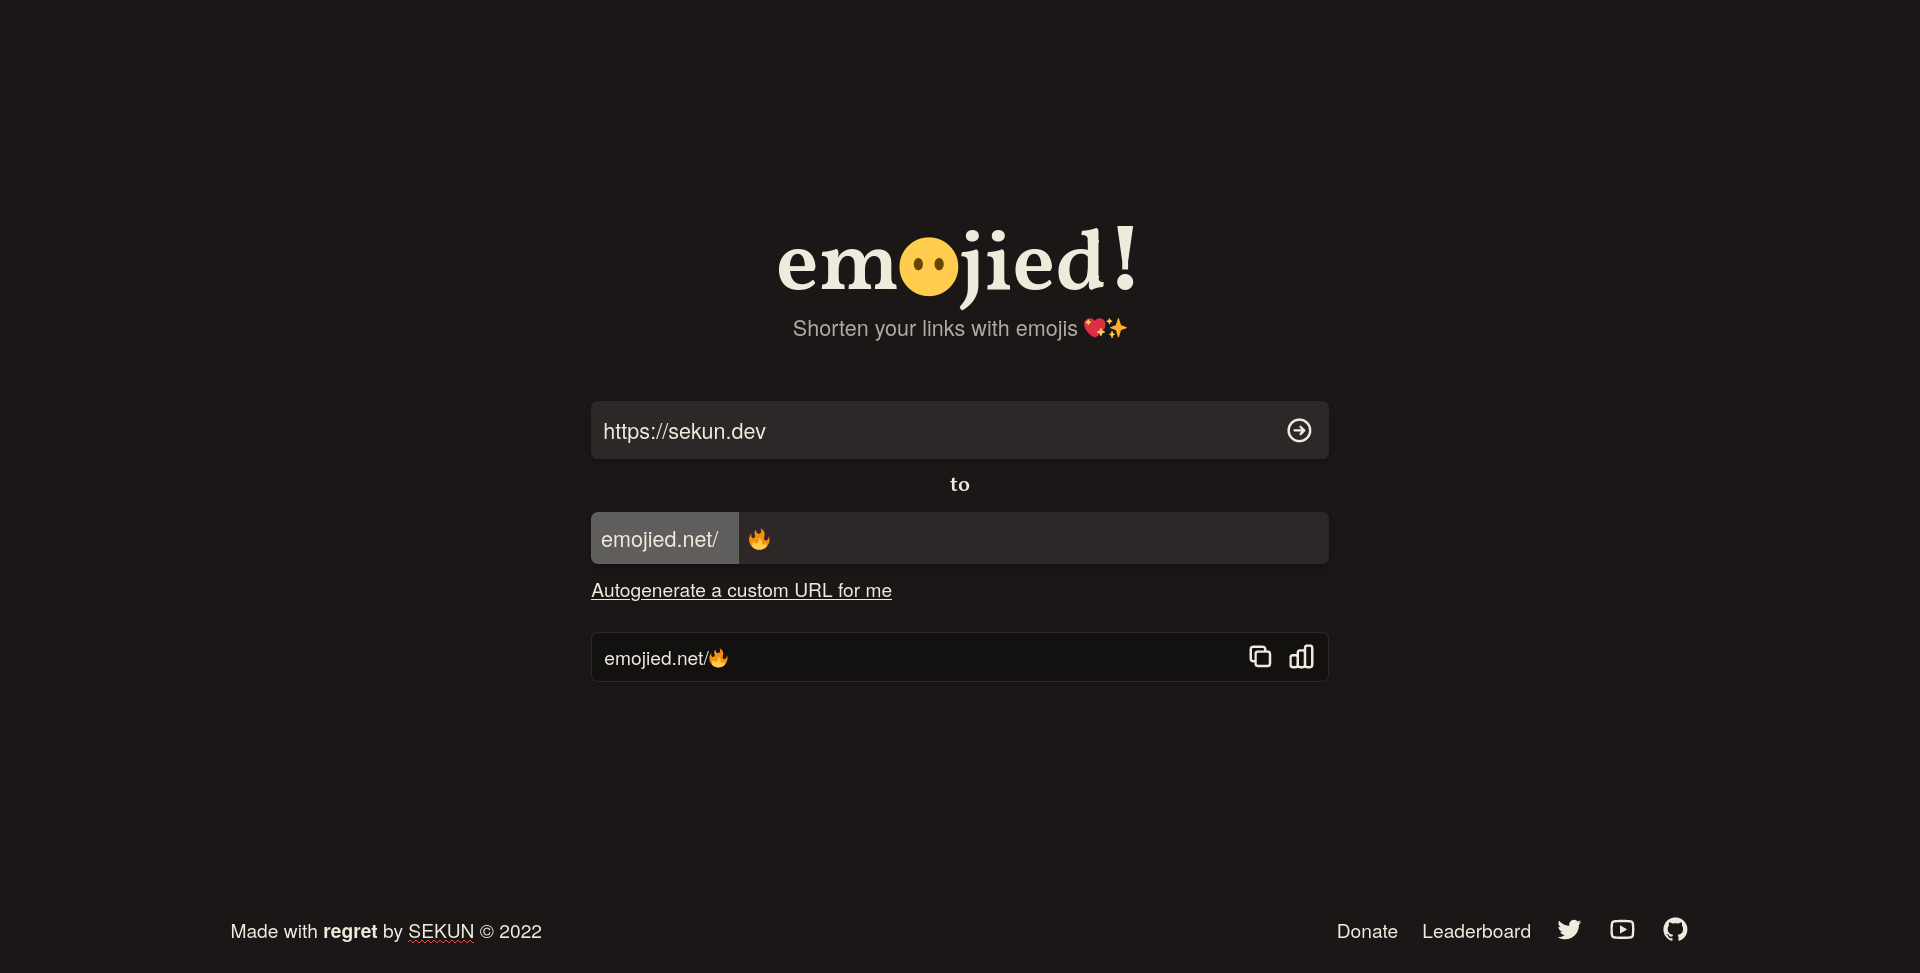 em😶jied!
Shorten your links with emojis 💖✨
https://sekun.dev
to
emojied.net/ 🔥
Autogenerate a custom URL for me
emojied.net/🔥
Made with regret by SEKUN © 2022
Donate Leaderboard